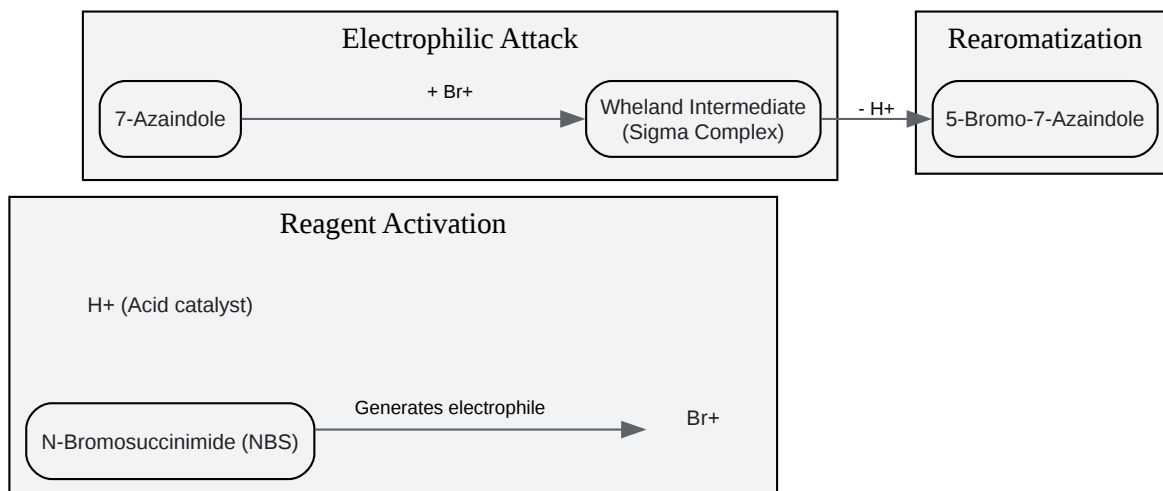 Electrophilic Attack
Rearomatization
7-Azaindole
+ Br+
Wheland Intermediate
(Sigma Complex)
- H+
5-Bromo-7-Azaindole
Reagent Activation
H+ (Acid catalyst)
N-Bromosuccinimide (NBS)
Generates electrophile
Br+